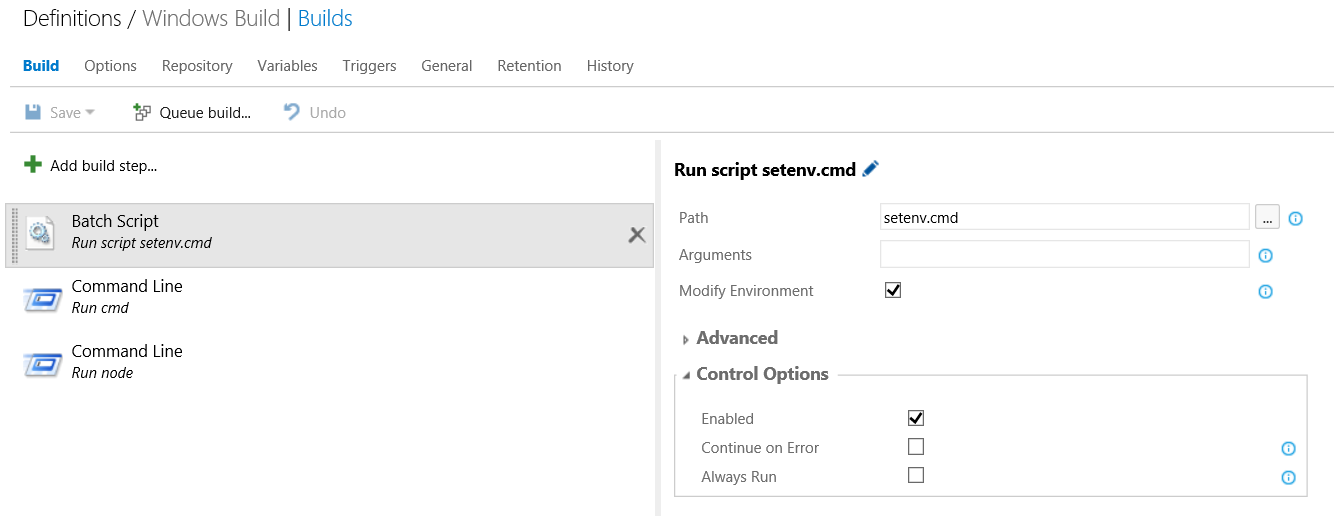 Definitions / Windows Build | Builds
Build Options Repository Variables Triggers General Retention History
Save Queue build... Undo
Add build step...
Batch Script
Run script setenv.cmd
Command Line
Run cmd
Command Line
Run node
Run script setenv.cmd
Path setenv.cmd ...
Arguments
Modify Environment
Advanced
Control Options
Enabled
Continue on Error
Always Run